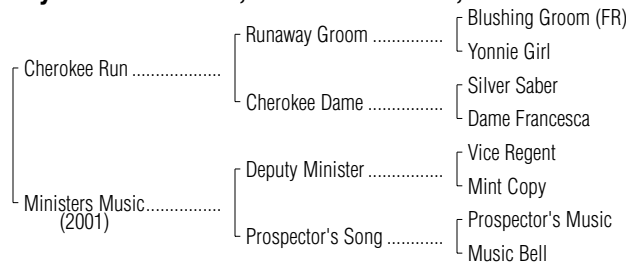 Blushing Groom (FR)
Runaway Groom ...............
Yonnie Girl
Cherokee Run ...................
Silver Saber
Cherokee Dame ................
Dame Francesca
Vice Regent
Deputy Minister ................
Mint Copy
Ministers Music................
(2001)
Prospector's Music
Prospector's Song ............
Music Bell